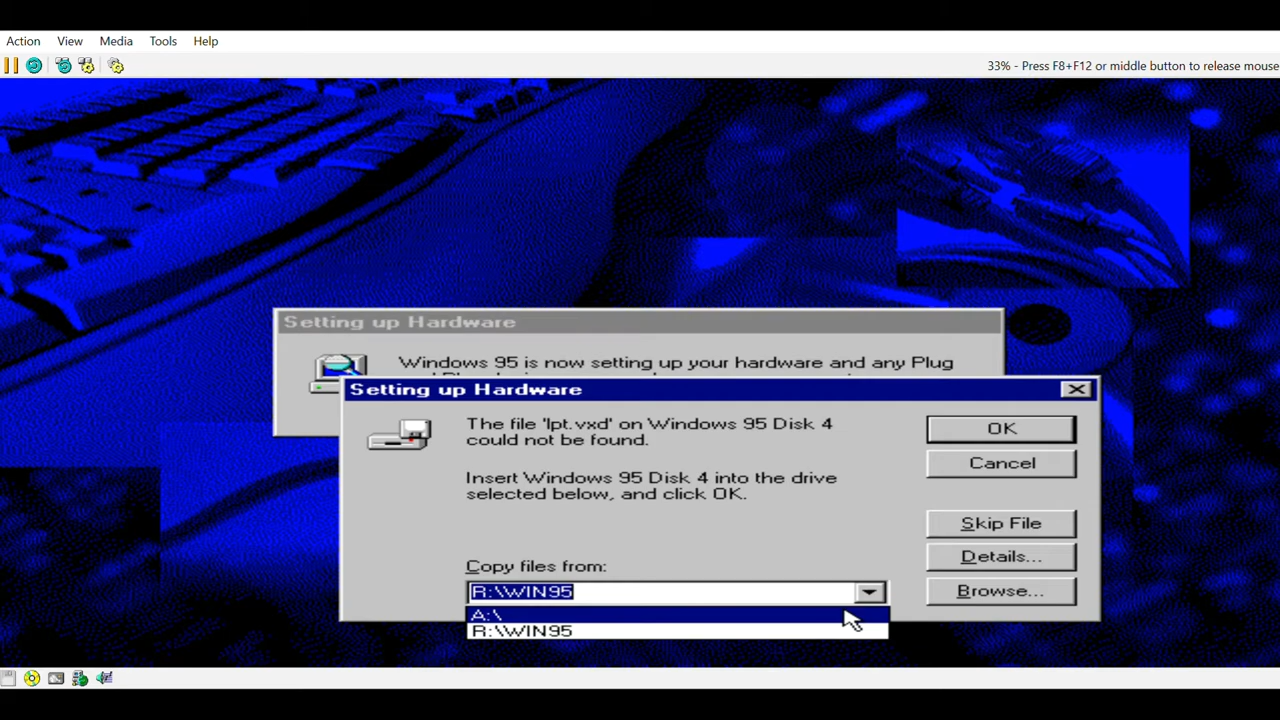 Action View Media Tools Help
33% - Press F8+F12 or middle button to release mouse
Setting up Hardware
Windows 95 is now setting up your hardware and any Plug
Setting up Hardware
The file 'lpt.vxd' on Windows 95 Disk 4
could not be found.
Insert Windows 95 Disk 4 into the drive
selected below, and click OK.
OK
Cancel
Skip File
Details...
Browse...
Copy files from:
R:\WIN95
A:\
R:\WIN95